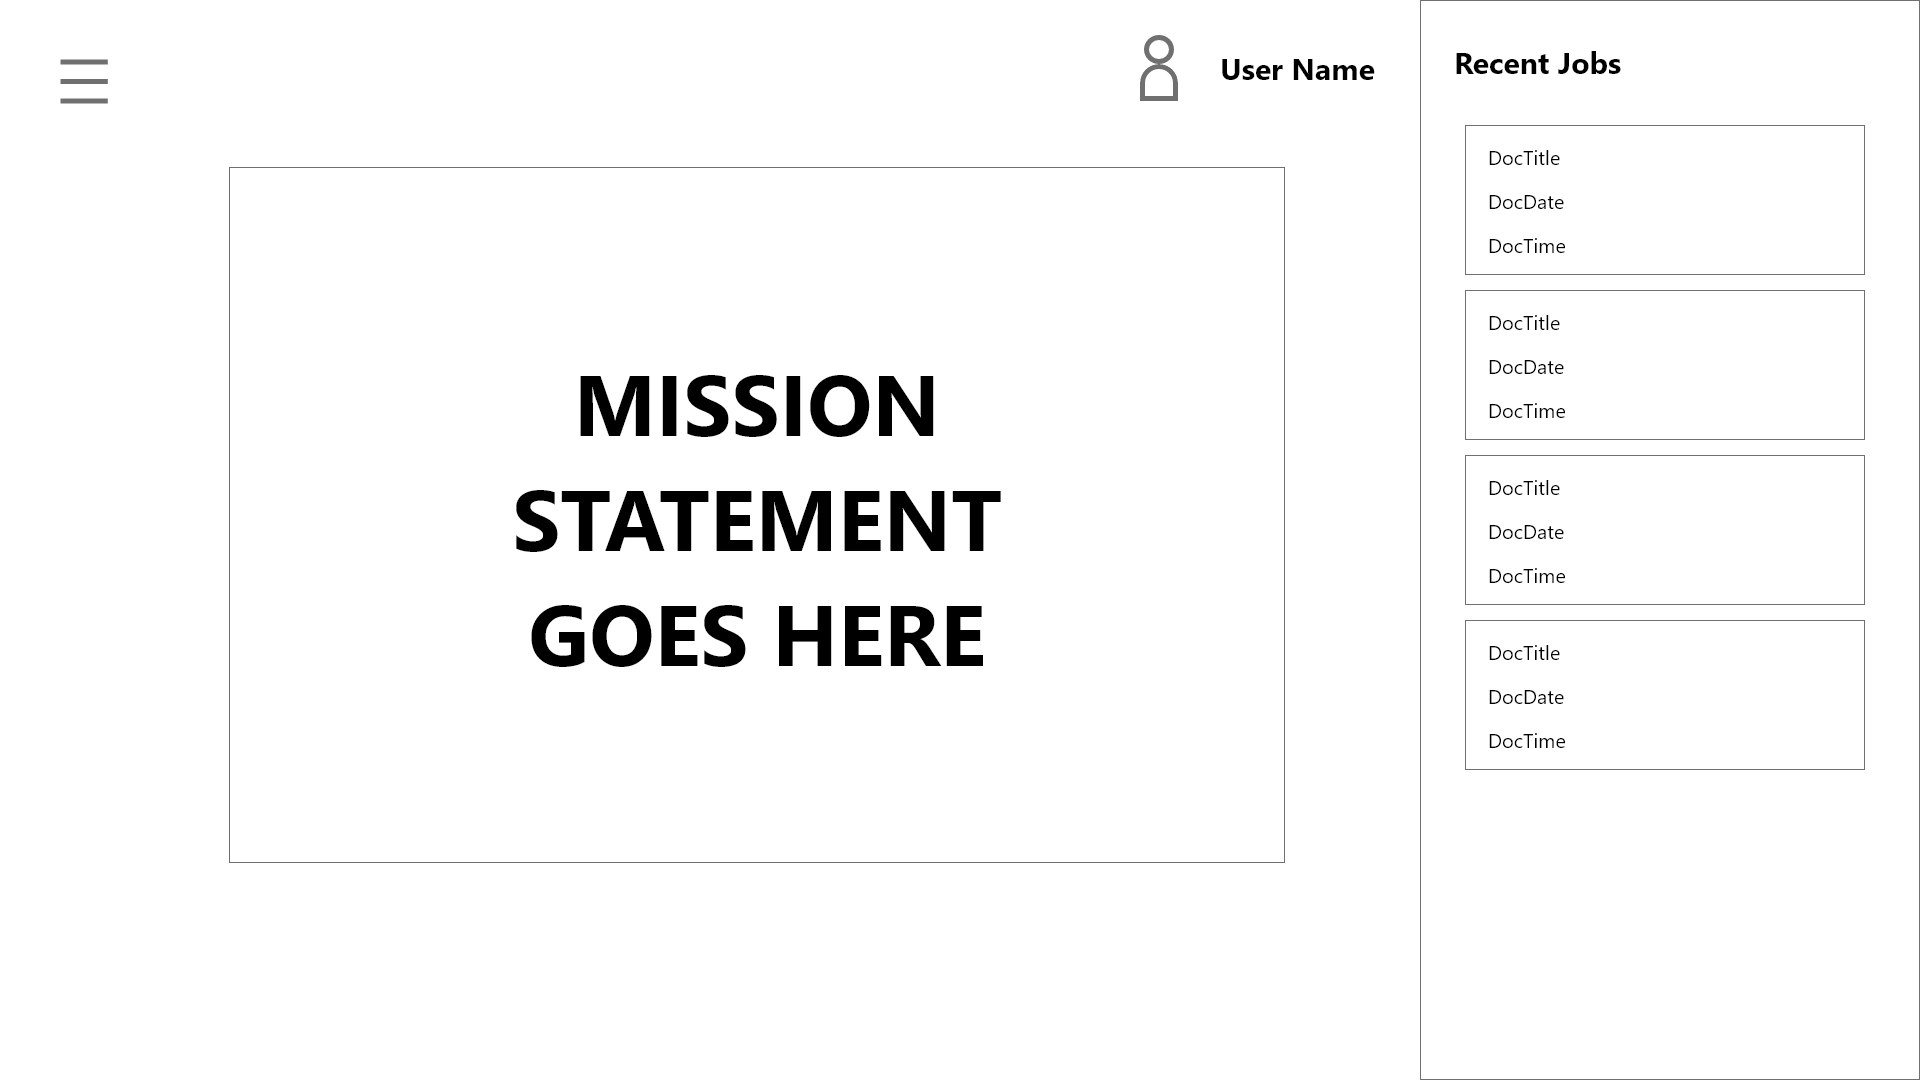 User Name
MISSION
STATEMENT
GOES HERE
Recent Jobs
DocTitle
DocDate
DocTime
DocTitle
DocDate
DocTime
DocTitle
DocDate
DocTime
DocTitle
DocDate
DocTime